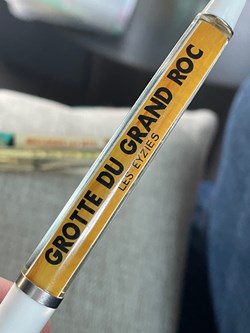 GROTTE DU GRAND ROC
LES EYZIES